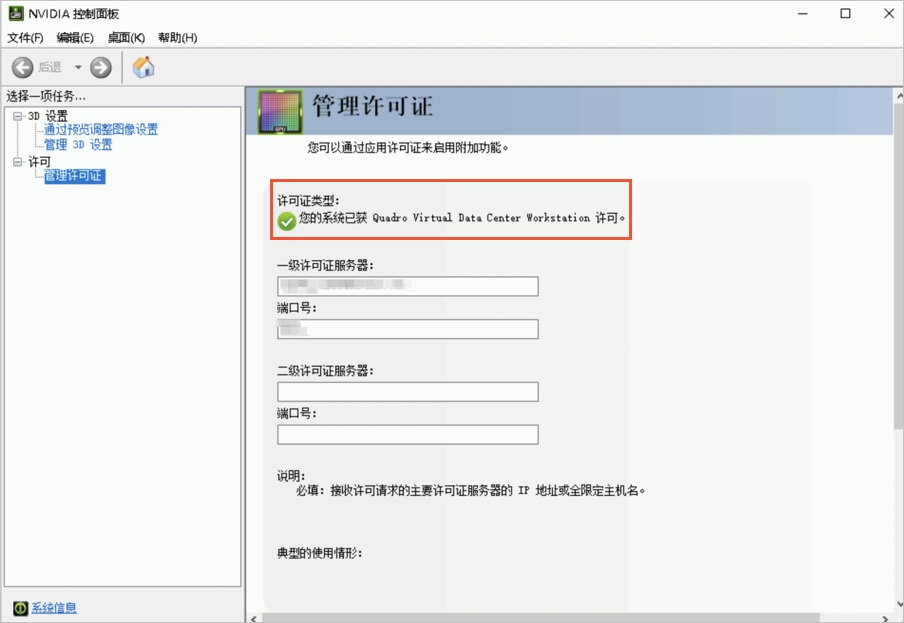 NVIDIA 控制面板
文件(F) 编辑(E) 桌面(K) 帮助(H)
后退
选择一项任务...
3D 设置
通过预览调整图像设置
管理 3D 设置
许可
管理许可证
系统信息
管理许可证
您可以通过应用许可证来启用附加功能。
许可证类型:
您的系统已获 Quadro Virtual Data Center Workstation 许可。
一级许可证服务器:
端口号:
二级许可证服务器:
端口号:
说明:
必填: 接收许可请求的主要许可证服务器的 IP 地址或全限定主机名。
典型的使用情形: